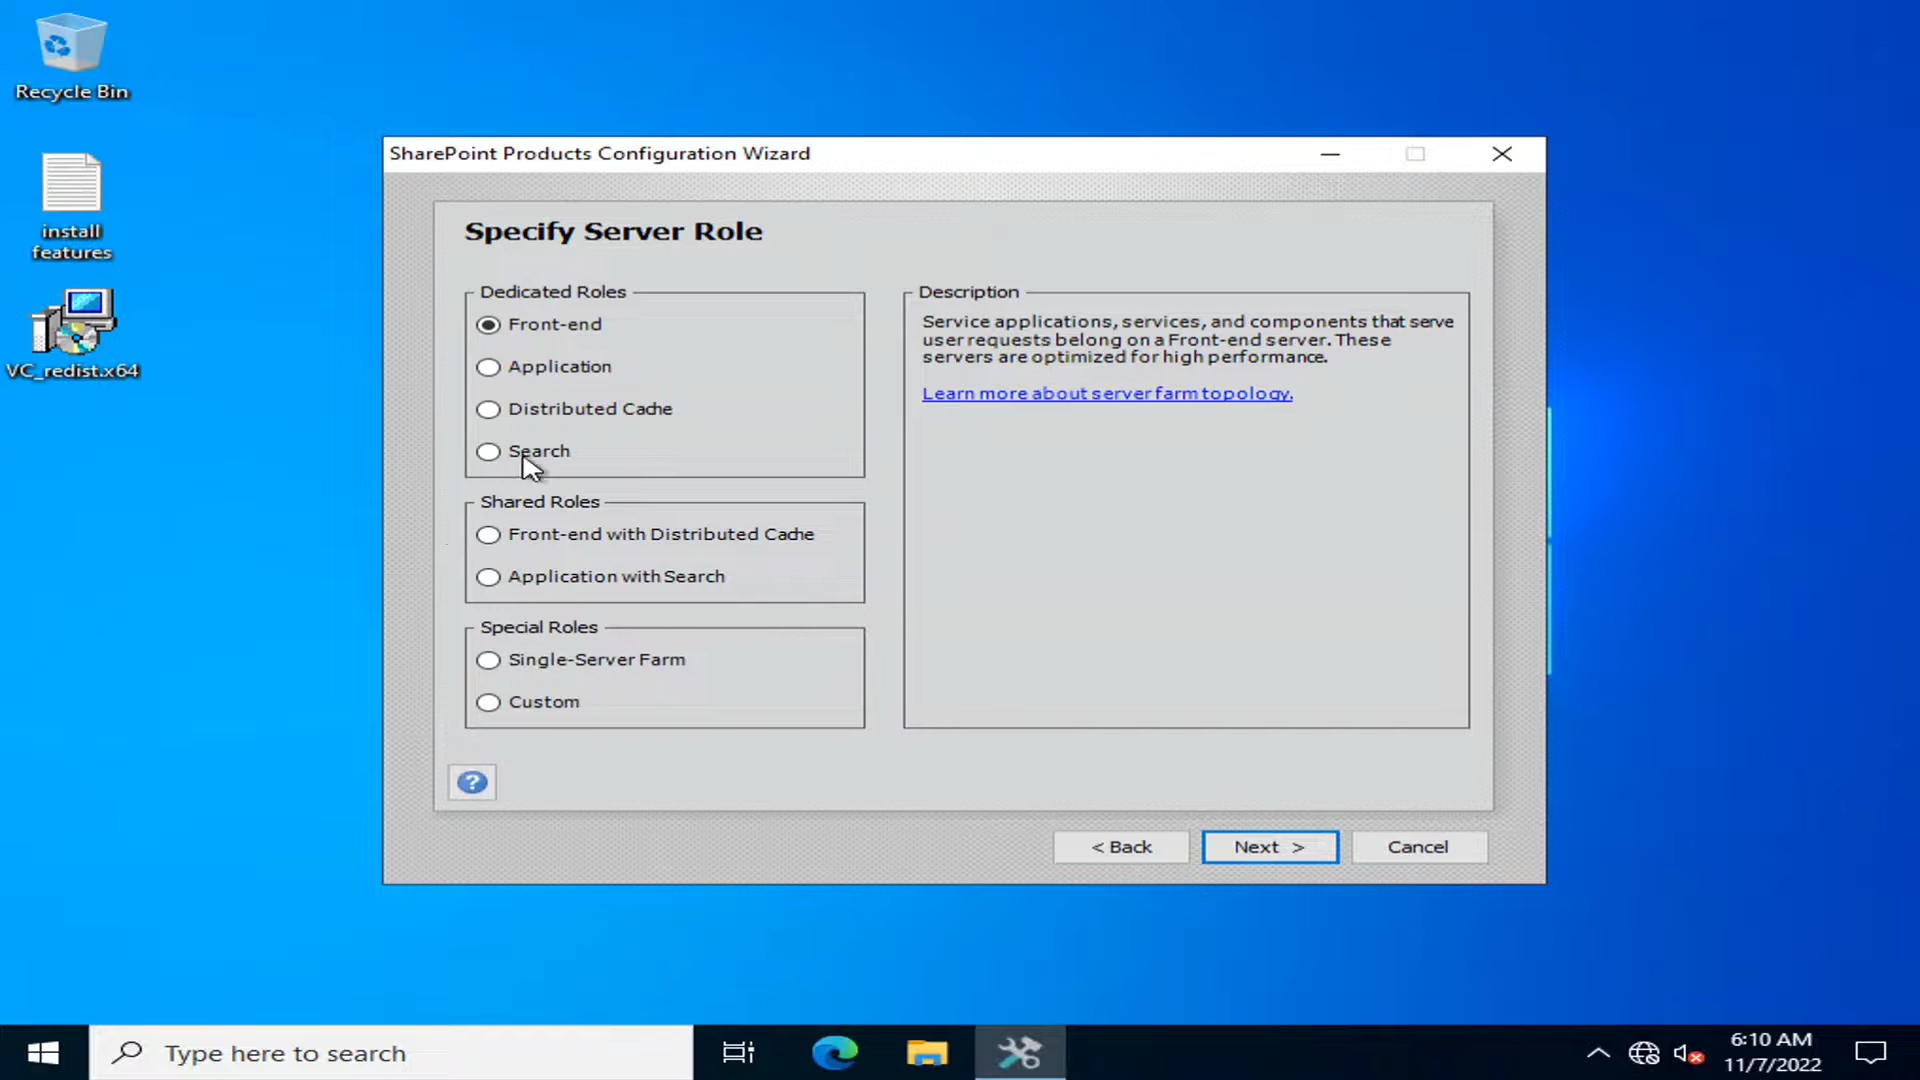 Recycle Bin
install
features
VC_redist.x64
SharePoint Products Configuration Wizard
Specify Server Role
Dedicated Roles
Front-end
Application
Distributed Cache
Search
Shared Roles
Front-end with Distributed Cache
Application with Search
Special Roles
Single-Server Farm
Custom
Description
Service applications, services, and components that serve
user requests belong on a Front-end server. These
servers are optimized for high performance.
Learn more about server farm topology.
?
< Back
Next >
Cancel
Type here to search
6:10 AM
11/7/2022